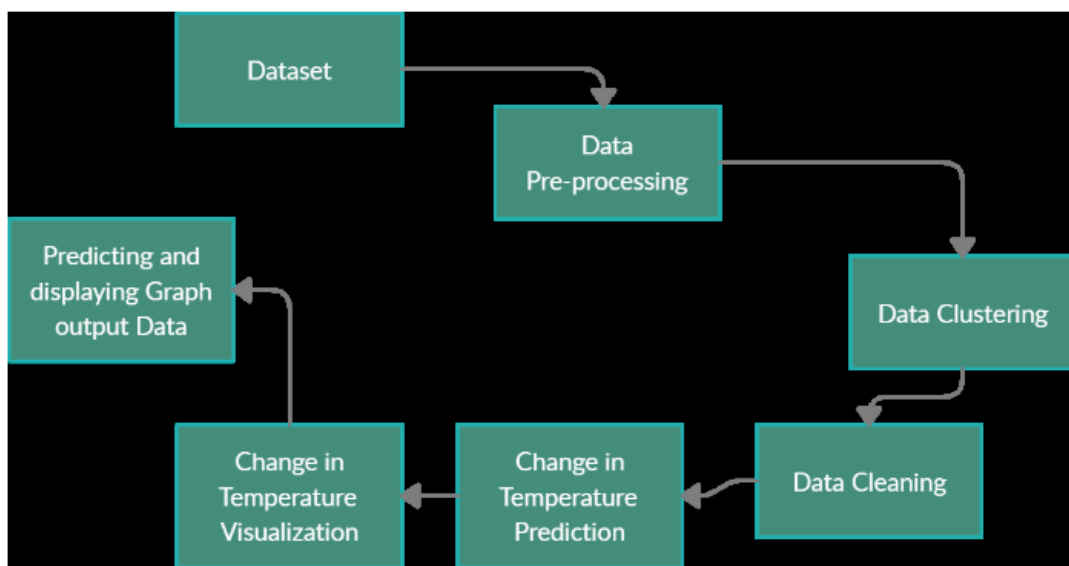 Dataset
Data
Pre-processing
Data Clustering
Data Cleaning
Change in
Temperature
Prediction
Change in
Temperature
Visualization
Predicting and
displaying Graph
output Data